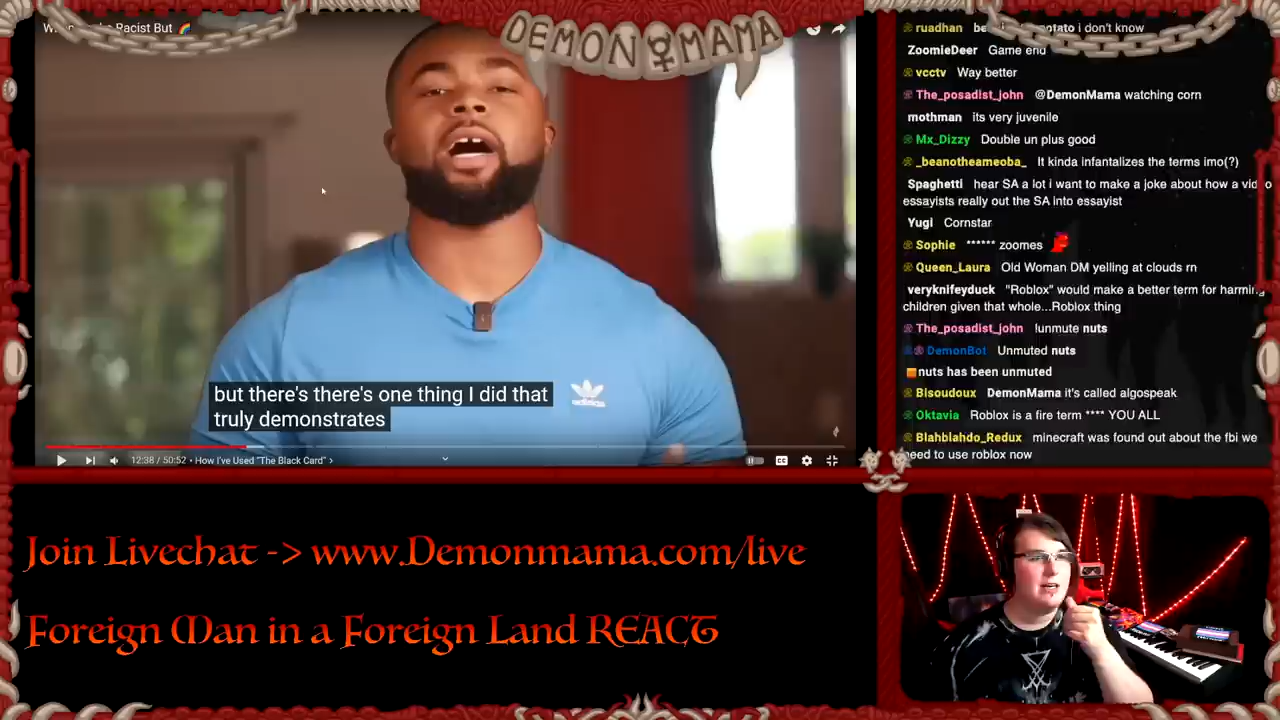 Racist But 🌈
DEMON MAMA
but there's there's one thing I did that
truly demonstrates
adidas
12:38 / 50:52 • How I've Used "The Black Card" ›
CC
ruadhan i don't know
ZoomieDeer Game end
vcctv Way better
The_posadist_john @DemonMama watching corn
mothman its very juvenile
Mx_Dizzy Double un plus good
_beanotheameoba_ It kinda infantalizes the terms imo(?)
Spaghetti hear SA a lot i want to make a joke about how a video
essayists really out the SA into essayist
Yugi Cornstar
Sophie ****** zoomes
Queen_Laura Old Woman DM yelling at clouds rn
veryknifeyduck "Roblox" would make a better term for harming
children given that whole...Roblox thing
The_posadist_john !unmute nuts
DemonBot Unmuted nuts
nuts has been unmuted
Bisoudoux DemonMama it's called algospeak
Oktavia Roblox is a fire term **** YOU ALL
Blahblahdo_Redux minecraft was found out about the fbi we
need to use roblox now
Join Livechat -> www.Demonmama.com/live
Foreign Man in a Foreign Land REACT